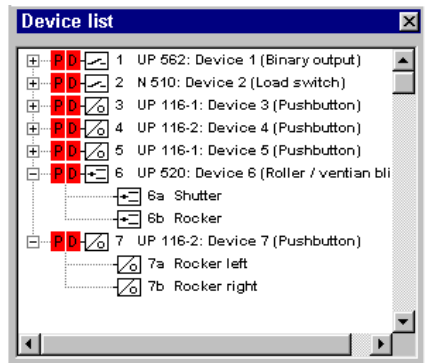 Device list
P D 1 UP 562: Device 1 (Binary output)
P D 2 N 510: Device 2 (Load switch)
P D 3 UP 116-1: Device 3 (Pushbutton)
P D 4 UP 116-2: Device 4 (Pushbutton)
P D 5 UP 116-1: Device 5 (Pushbutton)
P D 6 UP 520: Device 6 (Roller / ventian bli
6a Shutter
6b Rocker
P D 7 UP 116-2: Device 7 (Pushbutton)
7a Rocker left
7b Rocker right